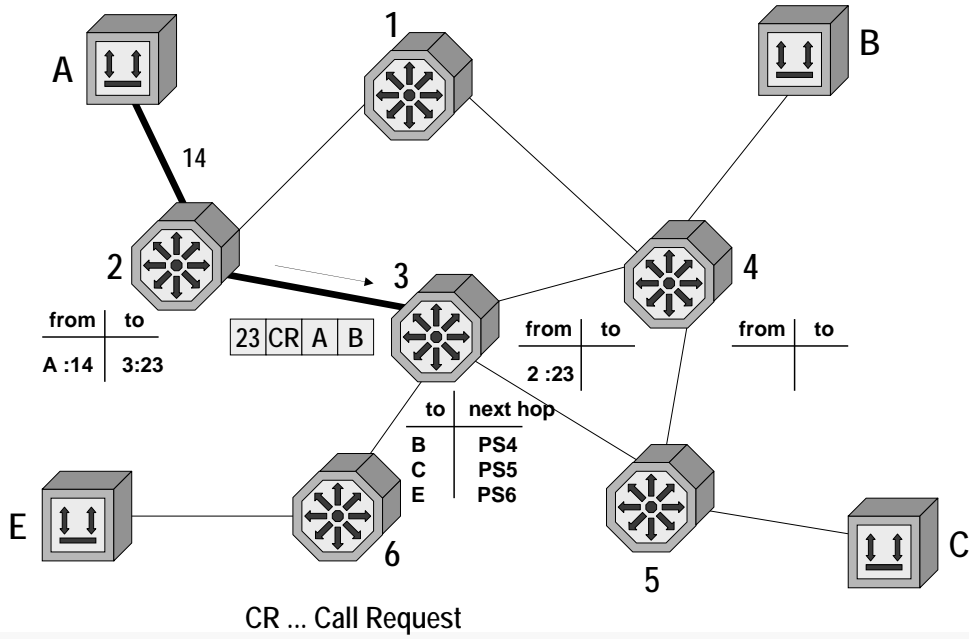 1
A
B
14
2
3
4
from to
A :14 3:23
23 CR A B
from to
2 :23
from to
to next hop
B PS4
C PS5
E PS6
E
6
5
C
CR ... Call Request